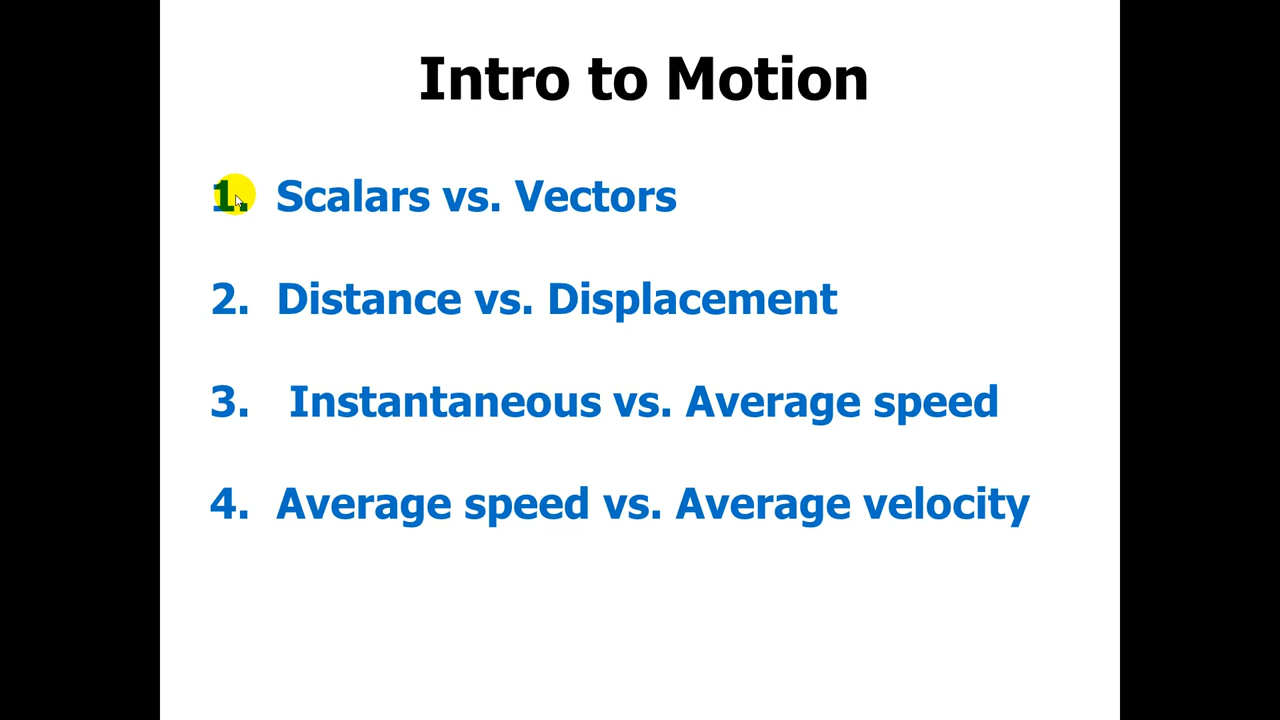 Intro to Motion
1. Scalars vs. Vectors
2. Distance vs. Displacement
3. Instantaneous vs. Average speed
4. Average speed vs. Average velocity